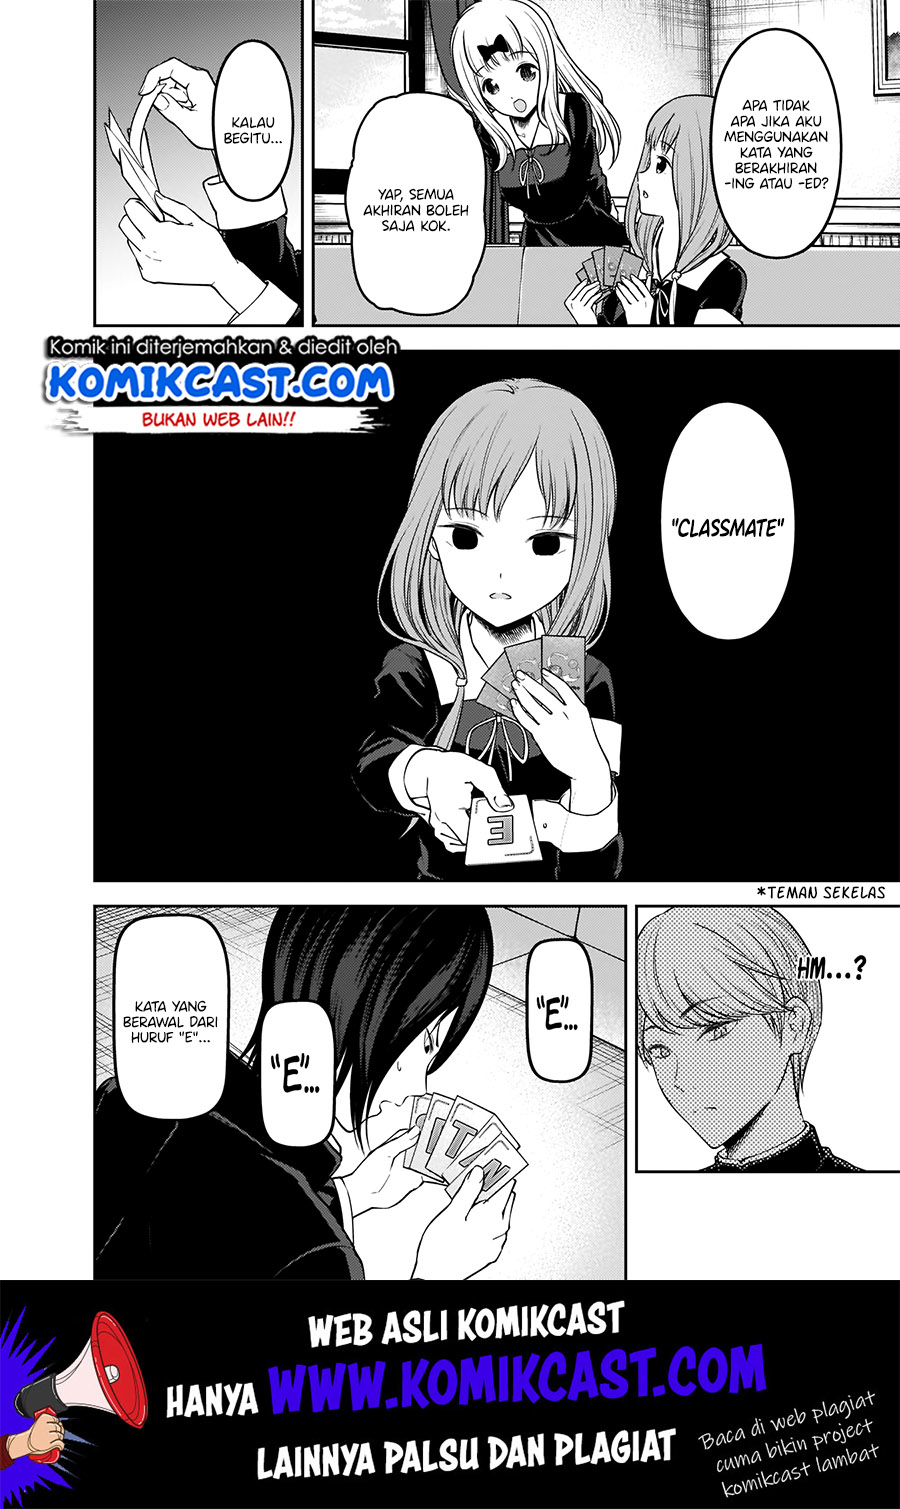 APA TIDAK
APA JIKA AKU
MENGGUNAKAN
KATA YANG
BERAKHIRAN
-ING ATAU -ED?
YAP, SEMUA
AKHIRAN BOLEH
SAJA KOK.
KALAU
BEGITU...
Komik ini diterjemahkan & diedit oleh
KOMIKCAST.COM
BUKAN WEB LAIN!!
"CLASSMATE"
E
*TEMAN SEKELAS
HM...?
"E"...
"E"...
KATA YANG
BERAWAL DARI
HURUF "E"...
I T N
WEB ASLI KOMIKCAST
HANYA WWW.KOMIKCAST.COM
LAINNYA PALSU DAN PLAGIAT
Baca di web plagiat
cuma bikin project
komikcast lambat